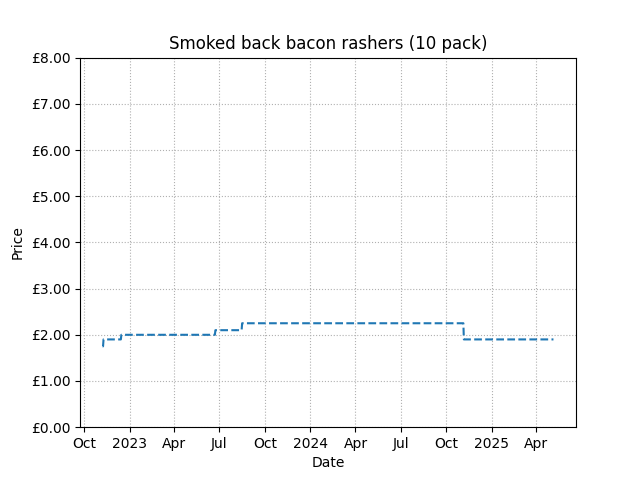 Smoked back bacon rashers (10 pack)
£8.00
£7.00
£6.00
£5.00
£4.00
£3.00
£2.00
£1.00
£0.00
Price
Oct 2023 Apr Jul Oct 2024 Apr Jul Oct 2025 Apr
Date